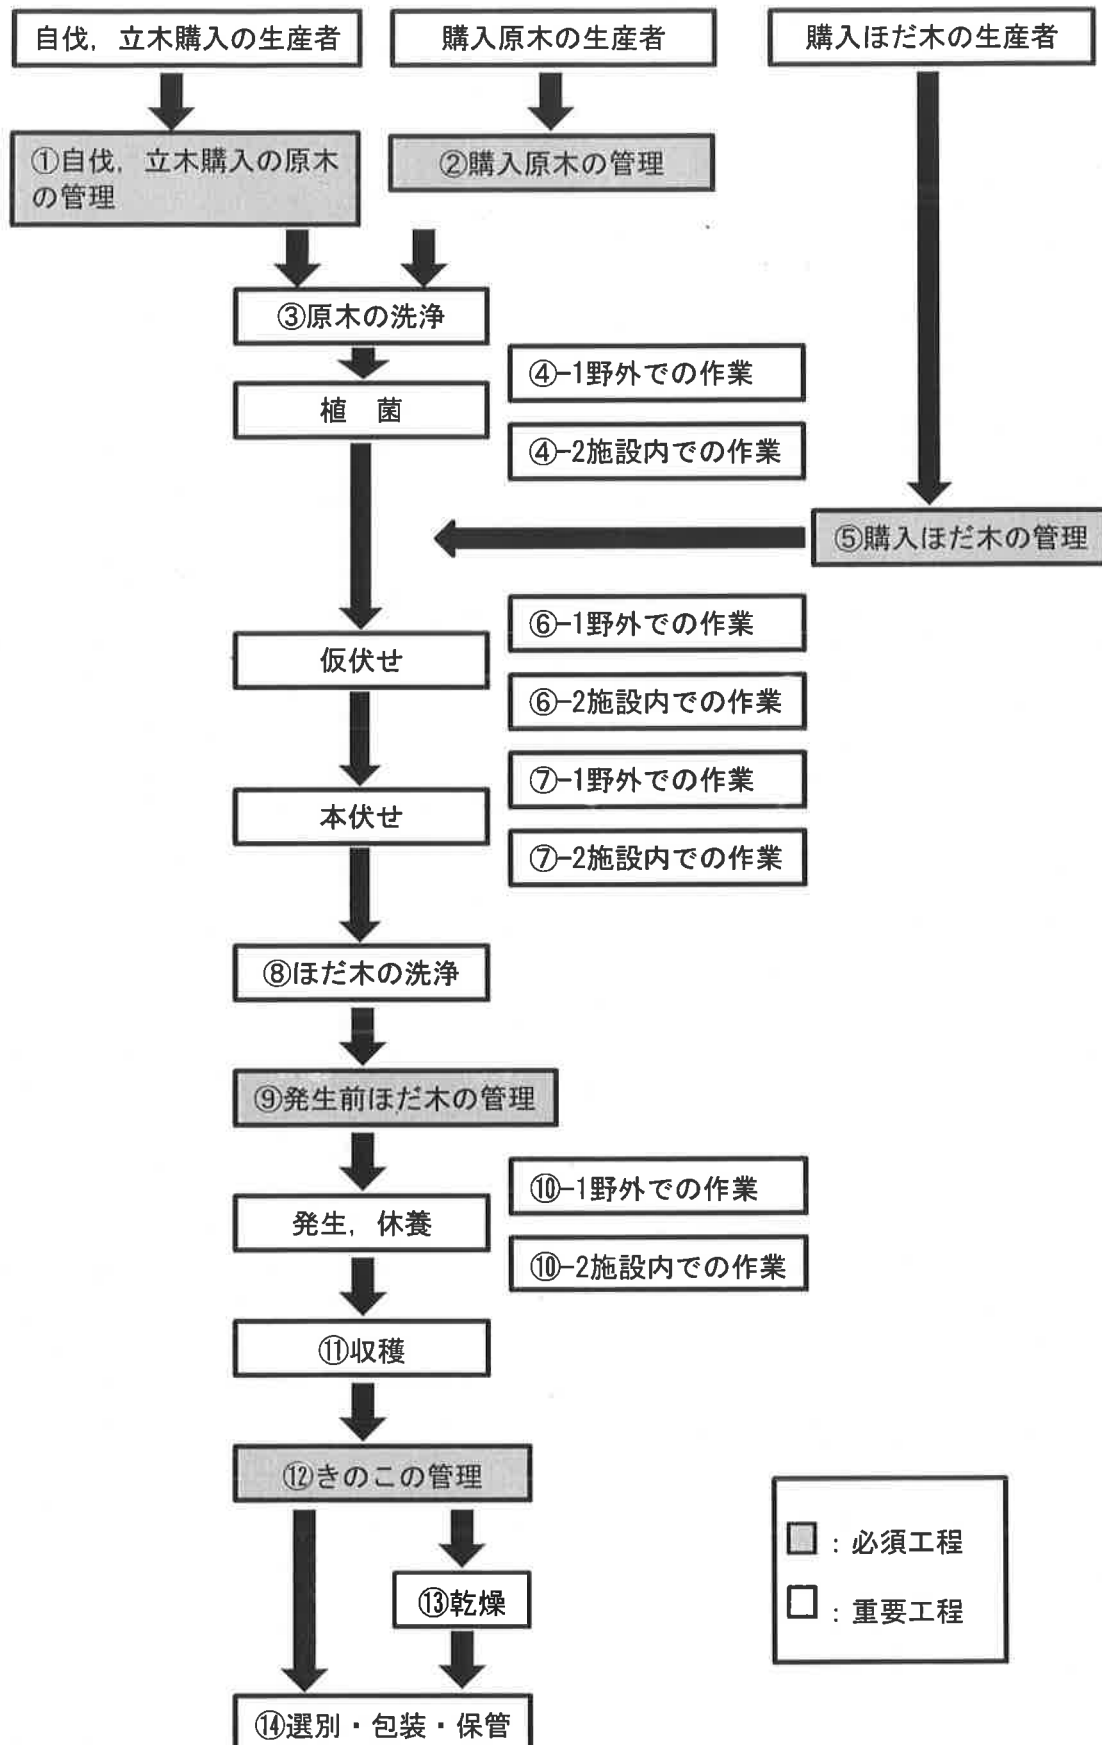 自伐，立木購入の生産者
購入原木の生産者
購入ほだ木の生産者
①自伐，立木購入の原木
の管理
②購入原木の管理
③原木の洗浄
④-1野外での作業
植　菌
④-2施設内での作業
⑤購入ほだ木の管理
⑥-1野外での作業
仮伏せ
⑥-2施設内での作業
⑦-1野外での作業
本伏せ
⑦-2施設内での作業
⑧ほだ木の洗浄
⑨発生前ほだ木の管理
⑩-1野外での作業
発生，休養
⑩-2施設内での作業
⑪収穫
⑫きのこの管理
：必須工程
⑬乾燥
：重要工程
⑭選別・包装・保管